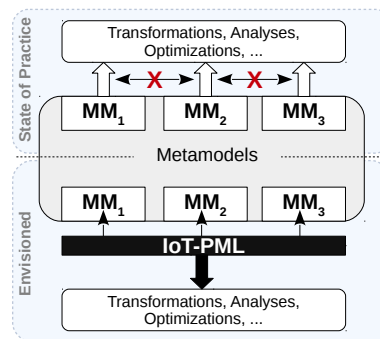 State of Practice
Transformations, Analyses,
Optimizations, ...
X X
MM1 MM2 MM3
Metamodels
MM1 MM2 MM3
Envisioned
IoT-PML
Transformations, Analyses,
Optimizations, ...